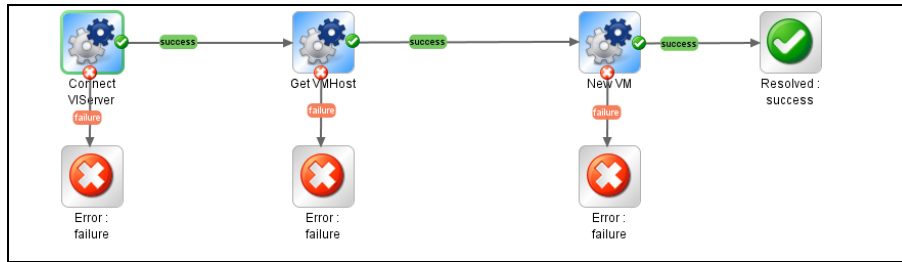 success
success
success
Connect
VIServer
Get VMHost
New VM
Resolved :
success
failure
failure
failure
Error :
failure
Error :
failure
Error :
failure